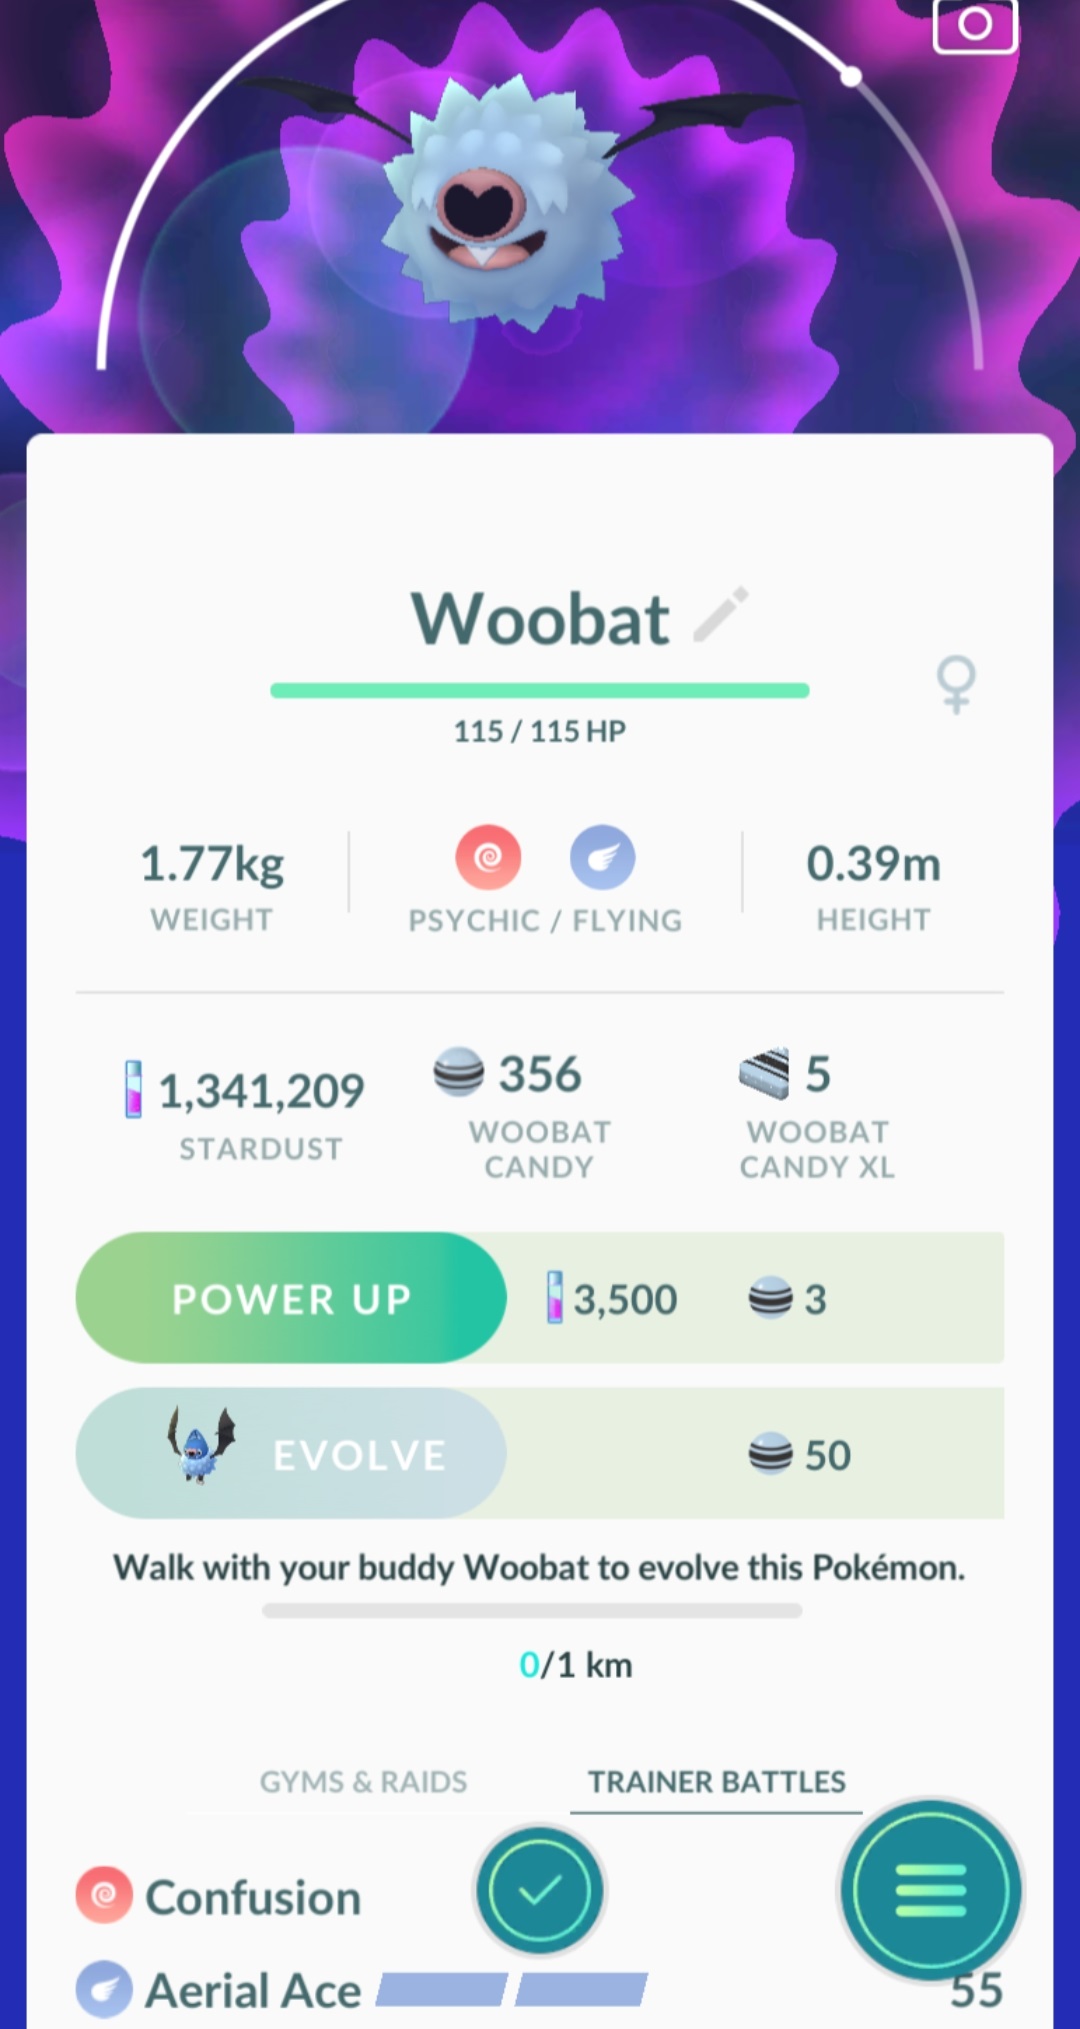 Woobat
115 / 115 HP
1.77kg
WEIGHT
PSYCHIC / FLYING
0.39m
HEIGHT
1,341,209
STARDUST
356
WOOBAT
CANDY
5
WOOBAT
CANDY XL
POWER UP 3,500 3
EVOLVE 50
Walk with your buddy Woobat to evolve this Pokémon.
0/1 km
GYMS & RAIDS TRAINER BATTLES
Confusion
Aerial Ace 55